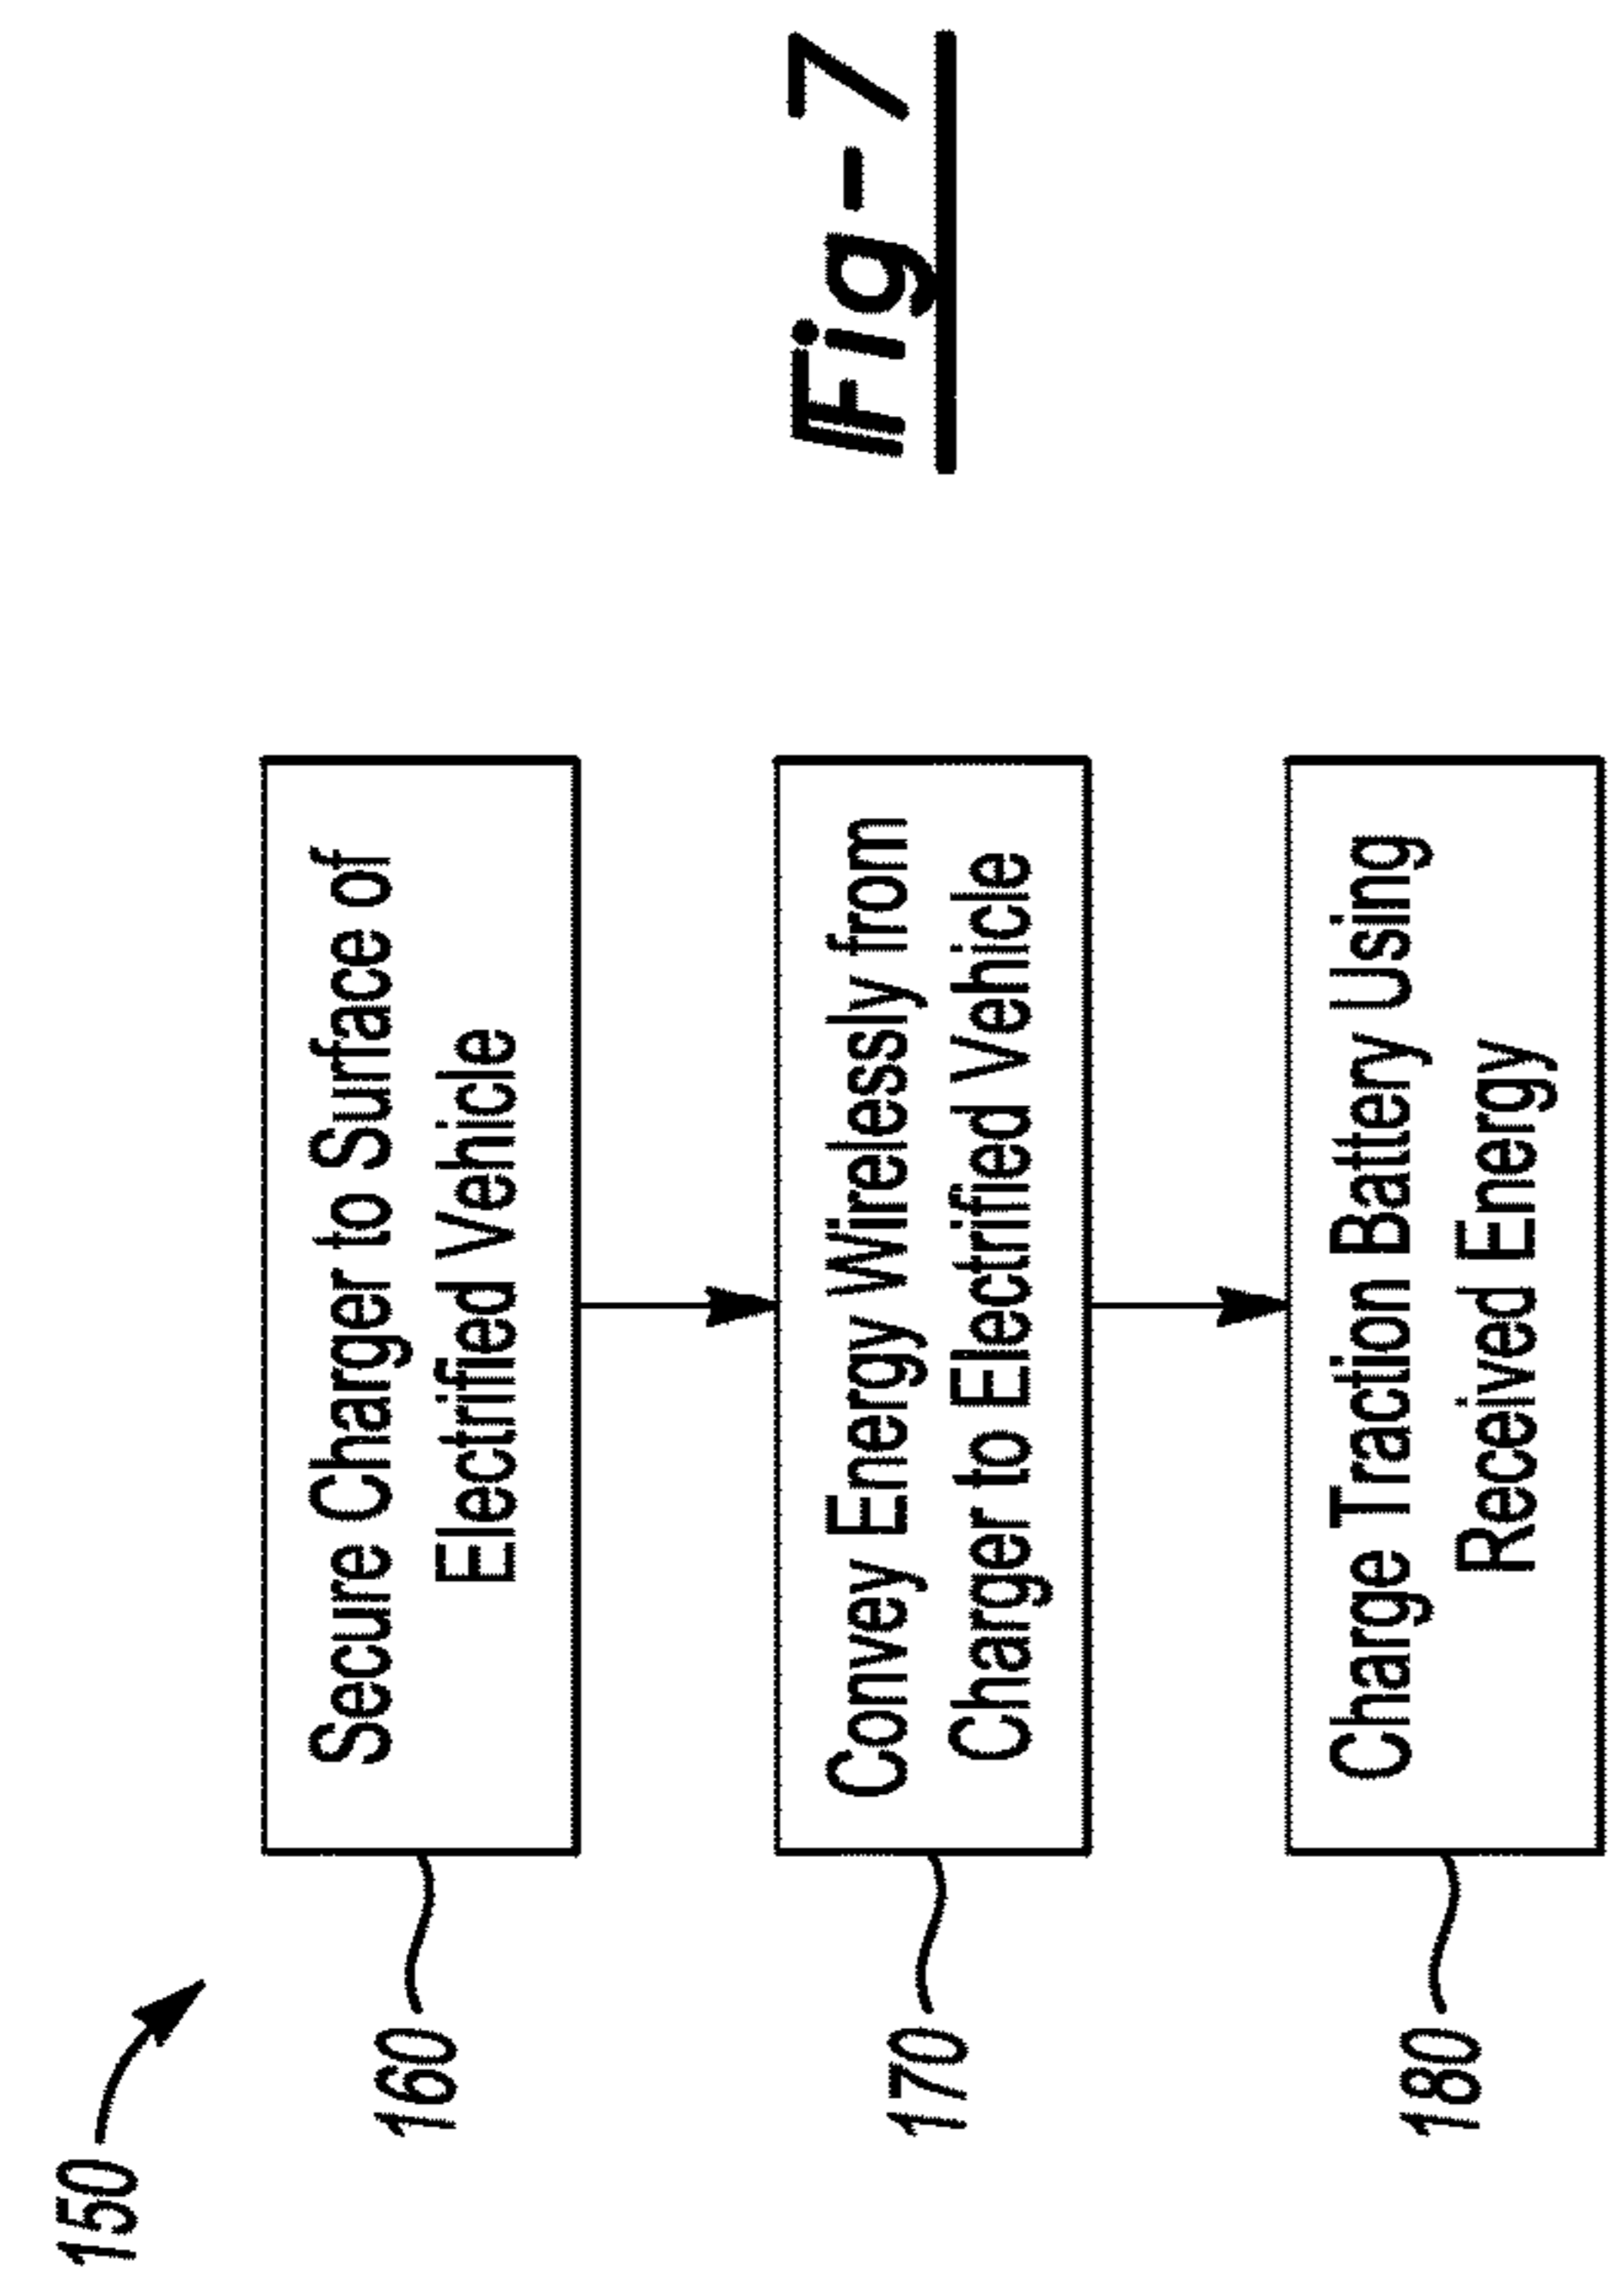 150
160
Secure Charger to Surface of
Electrified Vehicle
170
Convey Energy Wirelessly from
Charger to Electrified Vehicle
180
Charge Traction Battery Using
Received Energy
Fig-7